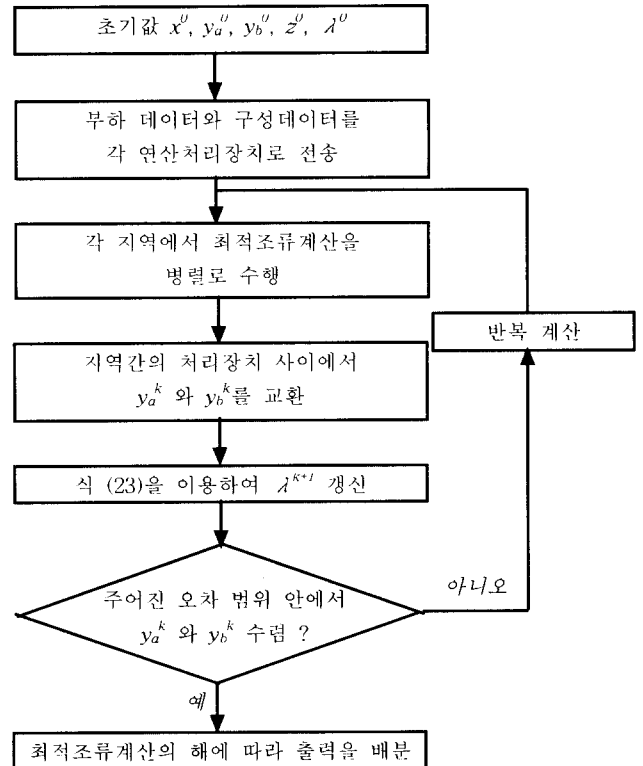 초기값 x⁰, yₐ⁰, y_b⁰, z⁰, λ⁰
부하 데이터와 구성데이터를
각 연산처리장치로 전송
각 지역에서 최적조류계산을
병렬로 수행
반복 계산
지역간의 처리장치 사이에서
yₐᵏ 와 y_bᵏ를 교환
식 (23)을 이용하여 λᴷ⁺¹ 갱신
주어진 오차 범위 안에서
yₐᵏ 와 y_bᵏ 수렴 ?
아니오
예
최적조류계산의 해에 따라 출력을 배분